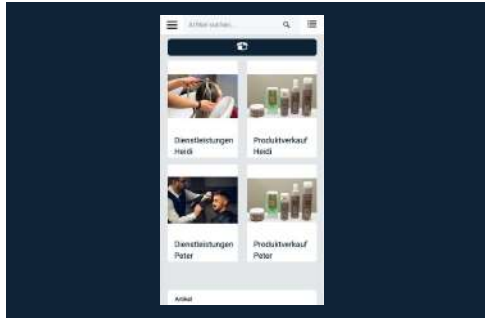 Artikel suchen...
Dienstleistungen
Heidi
Produktverkauf
Heidi
Dienstleistungen
Peter
Produktverkauf
Peter
Artikel